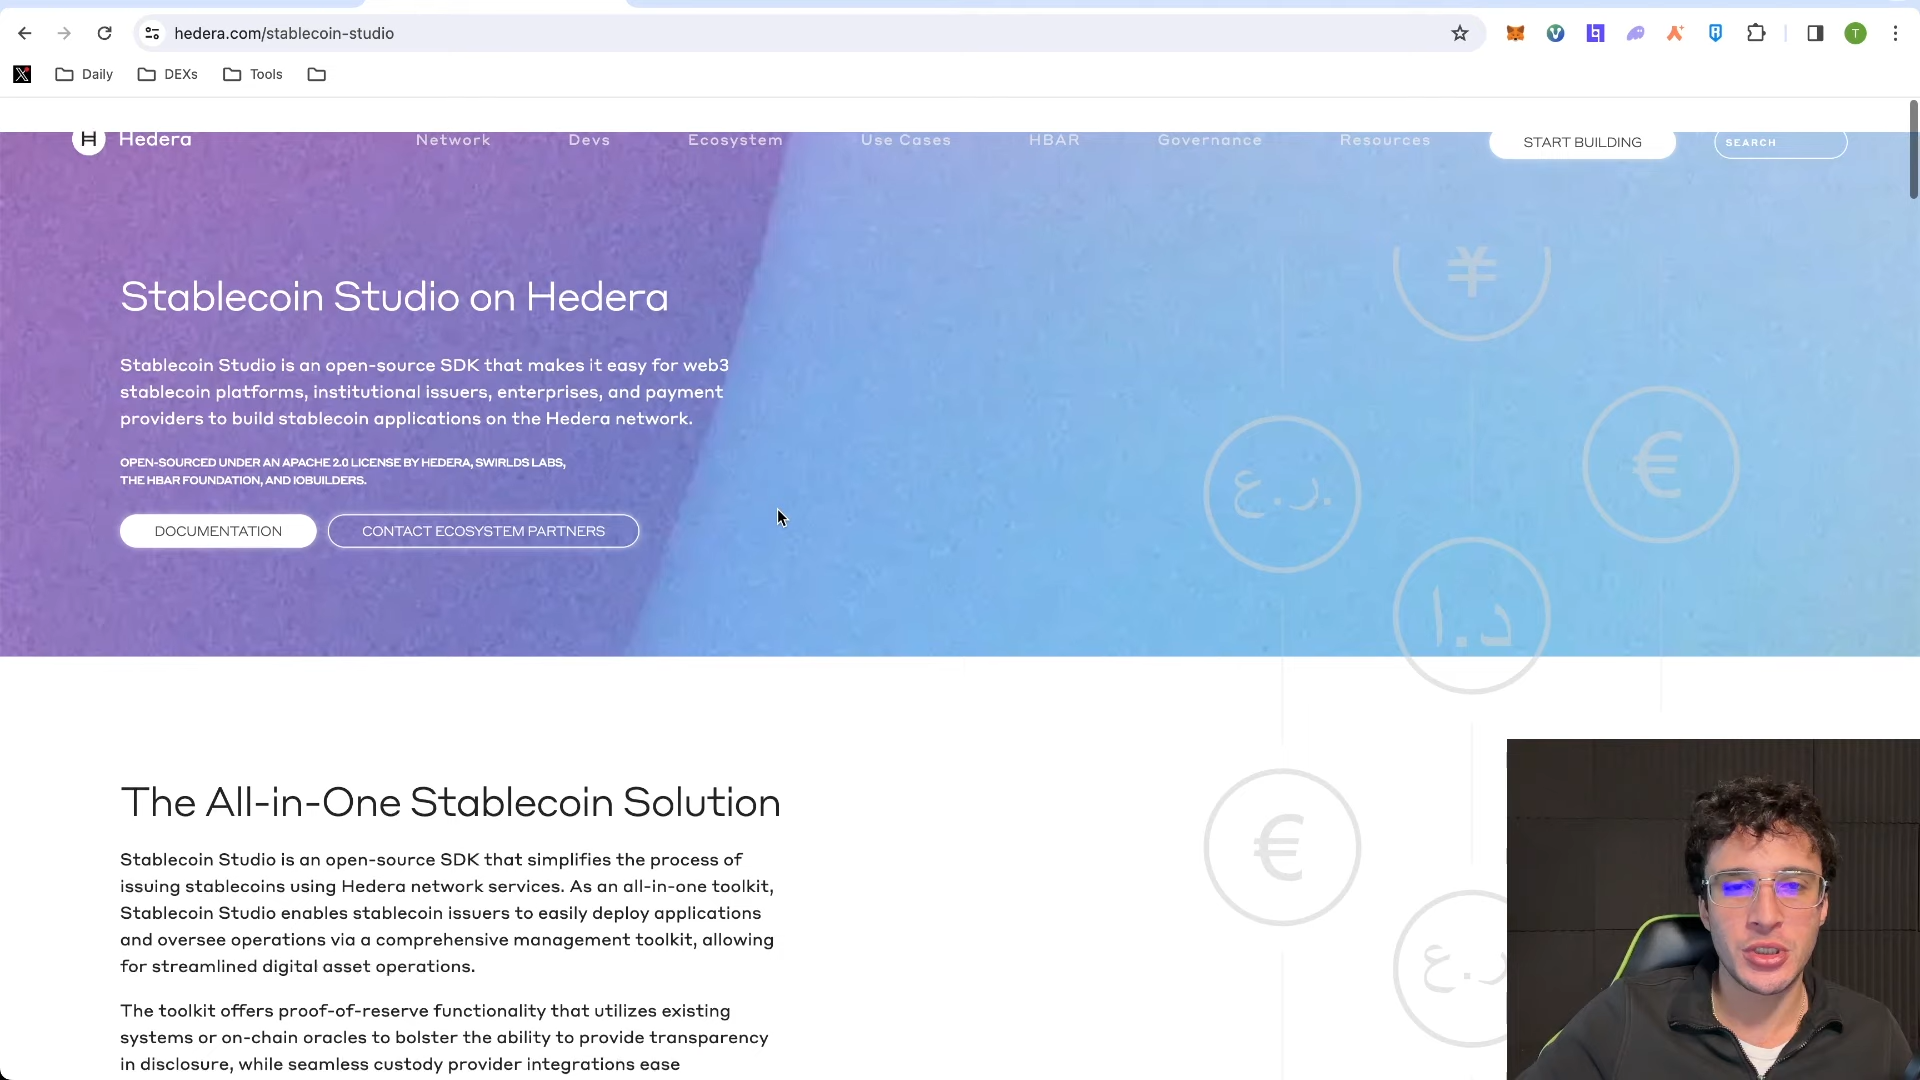 hedera.com/stablecoin-studio
T
Daily
DEXs
Tools
H Hedera
Network
Devs
Ecosystem
Use Cases
HBAR
Governance
Resources
START BUILDING
SEARCH
Stablecoin Studio on Hedera
Stablecoin Studio is an open-source SDK that makes it easy for web3
stablecoin platforms, institutional issuers, enterprises, and payment
providers to build stablecoin applications on the Hedera network.
OPEN-SOURCED UNDER AN APACHE 2.0 LICENSE BY HEDERA, SWIRLDS LABS,
THE HBAR FOUNDATION, AND IOBUILDERS.
DOCUMENTATION
CONTACT ECOSYSTEM PARTNERS
¥
€
ر.ع.
د.ا
The All-in-One Stablecoin Solution
Stablecoin Studio is an open-source SDK that simplifies the process of
issuing stablecoins using Hedera network services. As an all-in-one toolkit,
Stablecoin Studio enables stablecoin issuers to easily deploy applications
and oversee operations via a comprehensive management toolkit, allowing
for streamlined digital asset operations.
The toolkit offers proof-of-reserve functionality that utilizes existing
systems or on-chain oracles to bolster the ability to provide transparency
in disclosure, while seamless custody provider integrations ease
€
ر.ع